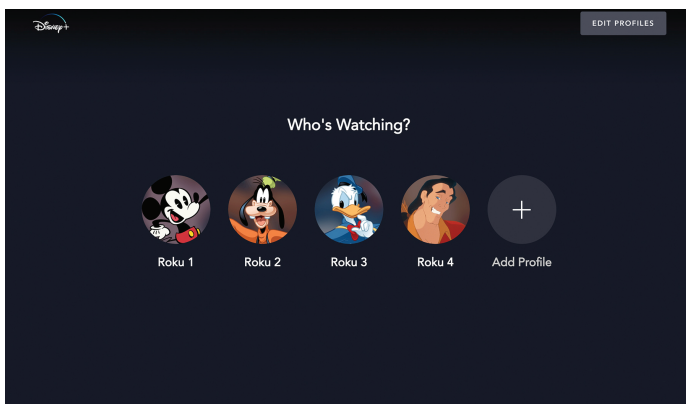 Disney+
EDIT PROFILES
Who's Watching?
Roku 1
Roku 2
Roku 3
Roku 4
Add Profile